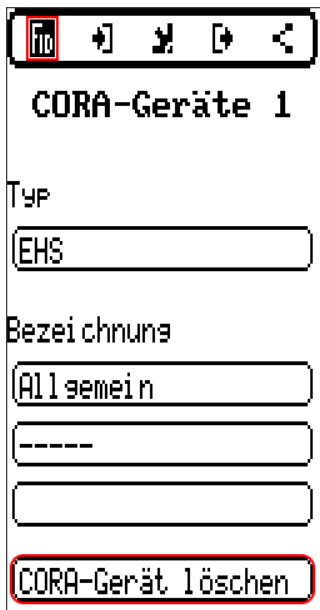 CORA-Geräte 1
Typ
EHS
Bezeichnung
Allgemein
-----
CORA-Gerät löschen